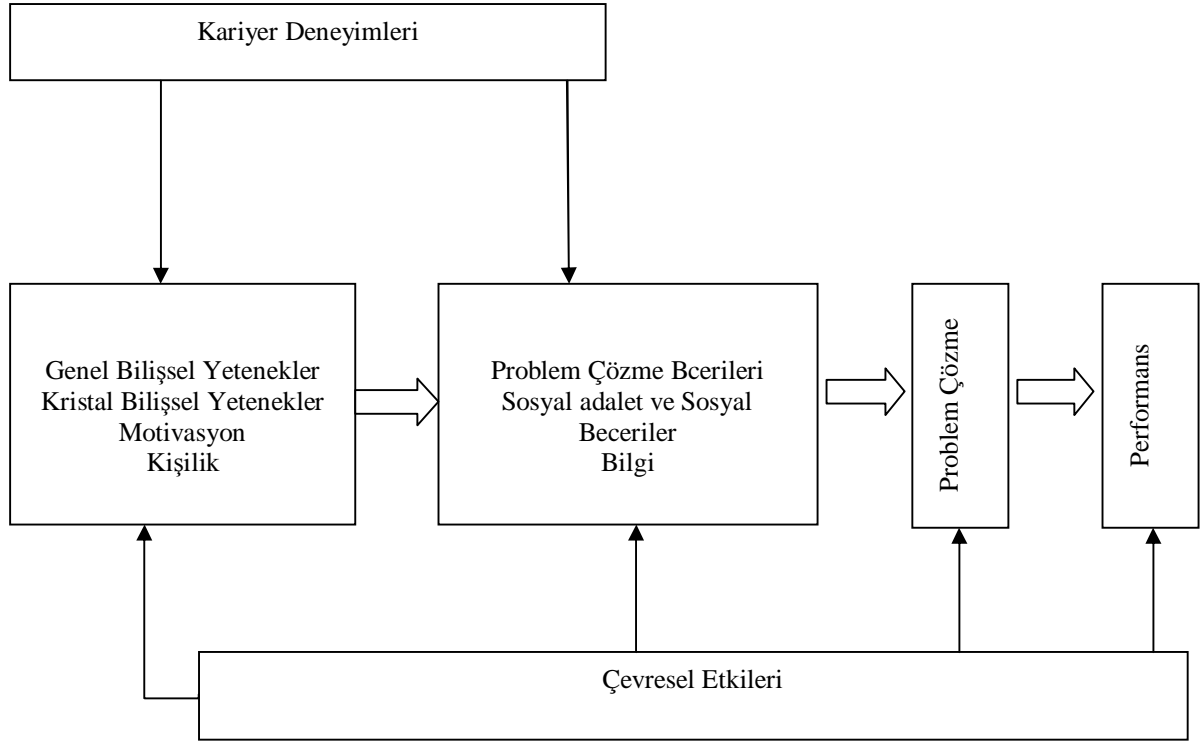 Kariyer Deneyimleri
Genel Bilişsel Yetenekler
Kristal Bilişsel Yetenekler
Motivasyon
Kişilik
Problem Çözme Bcerileri
Sosyal adalet ve Sosyal
Beceriler
Bilgi
Problem Çözme
Performans
Çevresel Etkileri